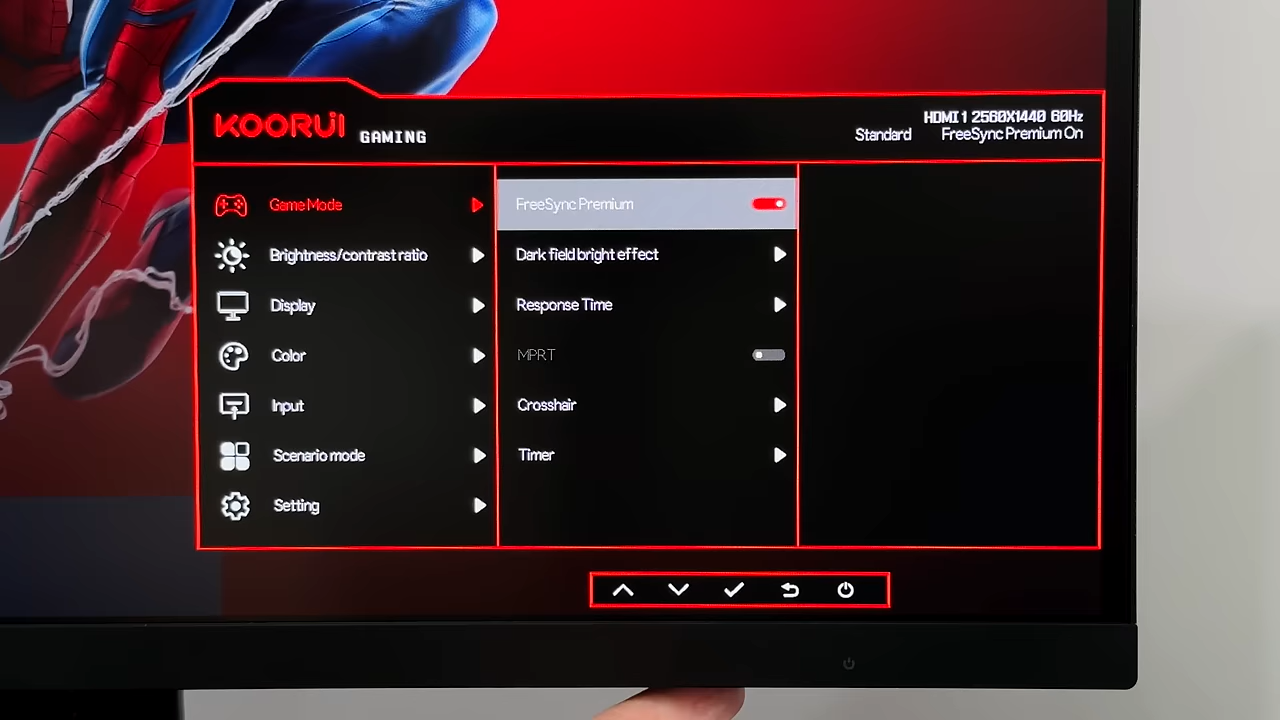 KOORUI GAMING
HDMI 1 2560X1440 60Hz
Standard FreeSync Premium On
Game Mode
Brightness/contrast ratio
Display
Color
Input
Scenario mode
Setting
FreeSync Premium
Dark field bright effect
Response Time
MPRT
Crosshair
Timer